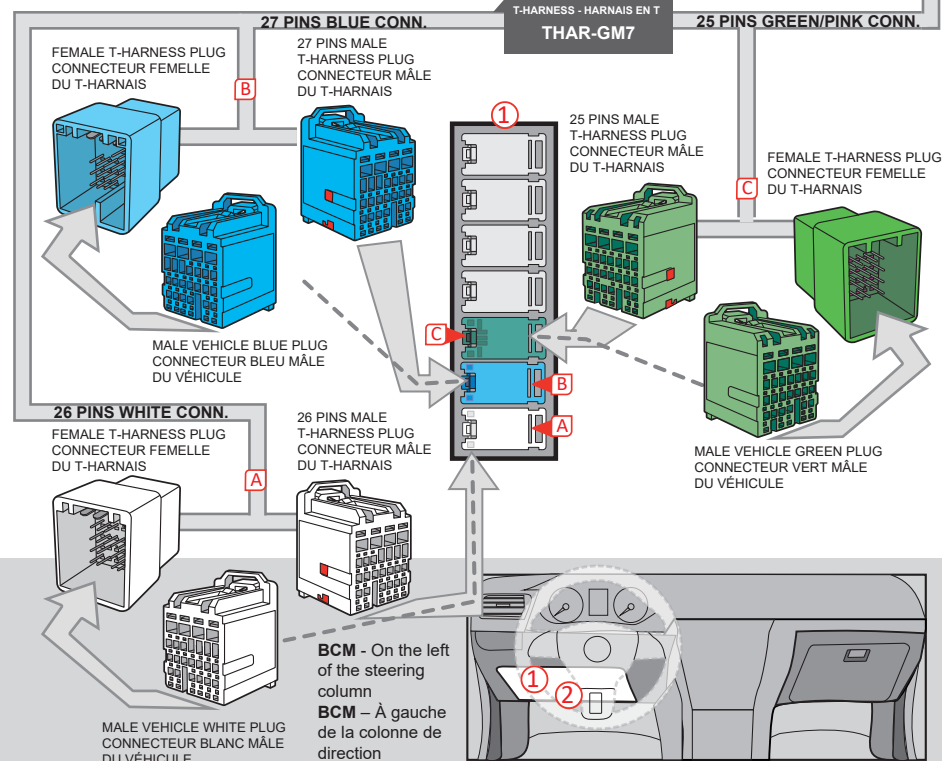 T-HARNESS - HARNAIS EN T
THAR-GM7
27 PINS BLUE CONN.
25 PINS GREEN/PINK CONN.
FEMALE T-HARNESS PLUG
CONNECTEUR FEMELLE
DU T-HARNAIS
B
27 PINS MALE
T-HARNESS PLUG
CONNECTEUR MÂLE
DU T-HARNAIS
1
25 PINS MALE
T-HARNESS PLUG
CONNECTEUR MÂLE
DU T-HARNAIS
C
FEMALE T-HARNESS PLUG
CONNECTEUR FEMELLE
DU T-HARNAIS
MALE VEHICLE BLUE PLUG
CONNECTEUR BLEU MÂLE
DU VÉHICULE
C
B
A
MALE VEHICLE GREEN PLUG
CONNECTEUR VERT MÂLE
DU VÉHICULE
26 PINS WHITE CONN.
FEMALE T-HARNESS PLUG
CONNECTEUR FEMELLE
DU T-HARNAIS
A
26 PINS MALE
T-HARNESS PLUG
CONNECTEUR MÂLE
DU T-HARNAIS
MALE VEHICLE WHITE PLUG
CONNECTEUR BLANC MÂLE
DU VÉHICULE
BCM - On the left
of the steering
column
BCM – À gauche
de la colonne de
direction
1
2